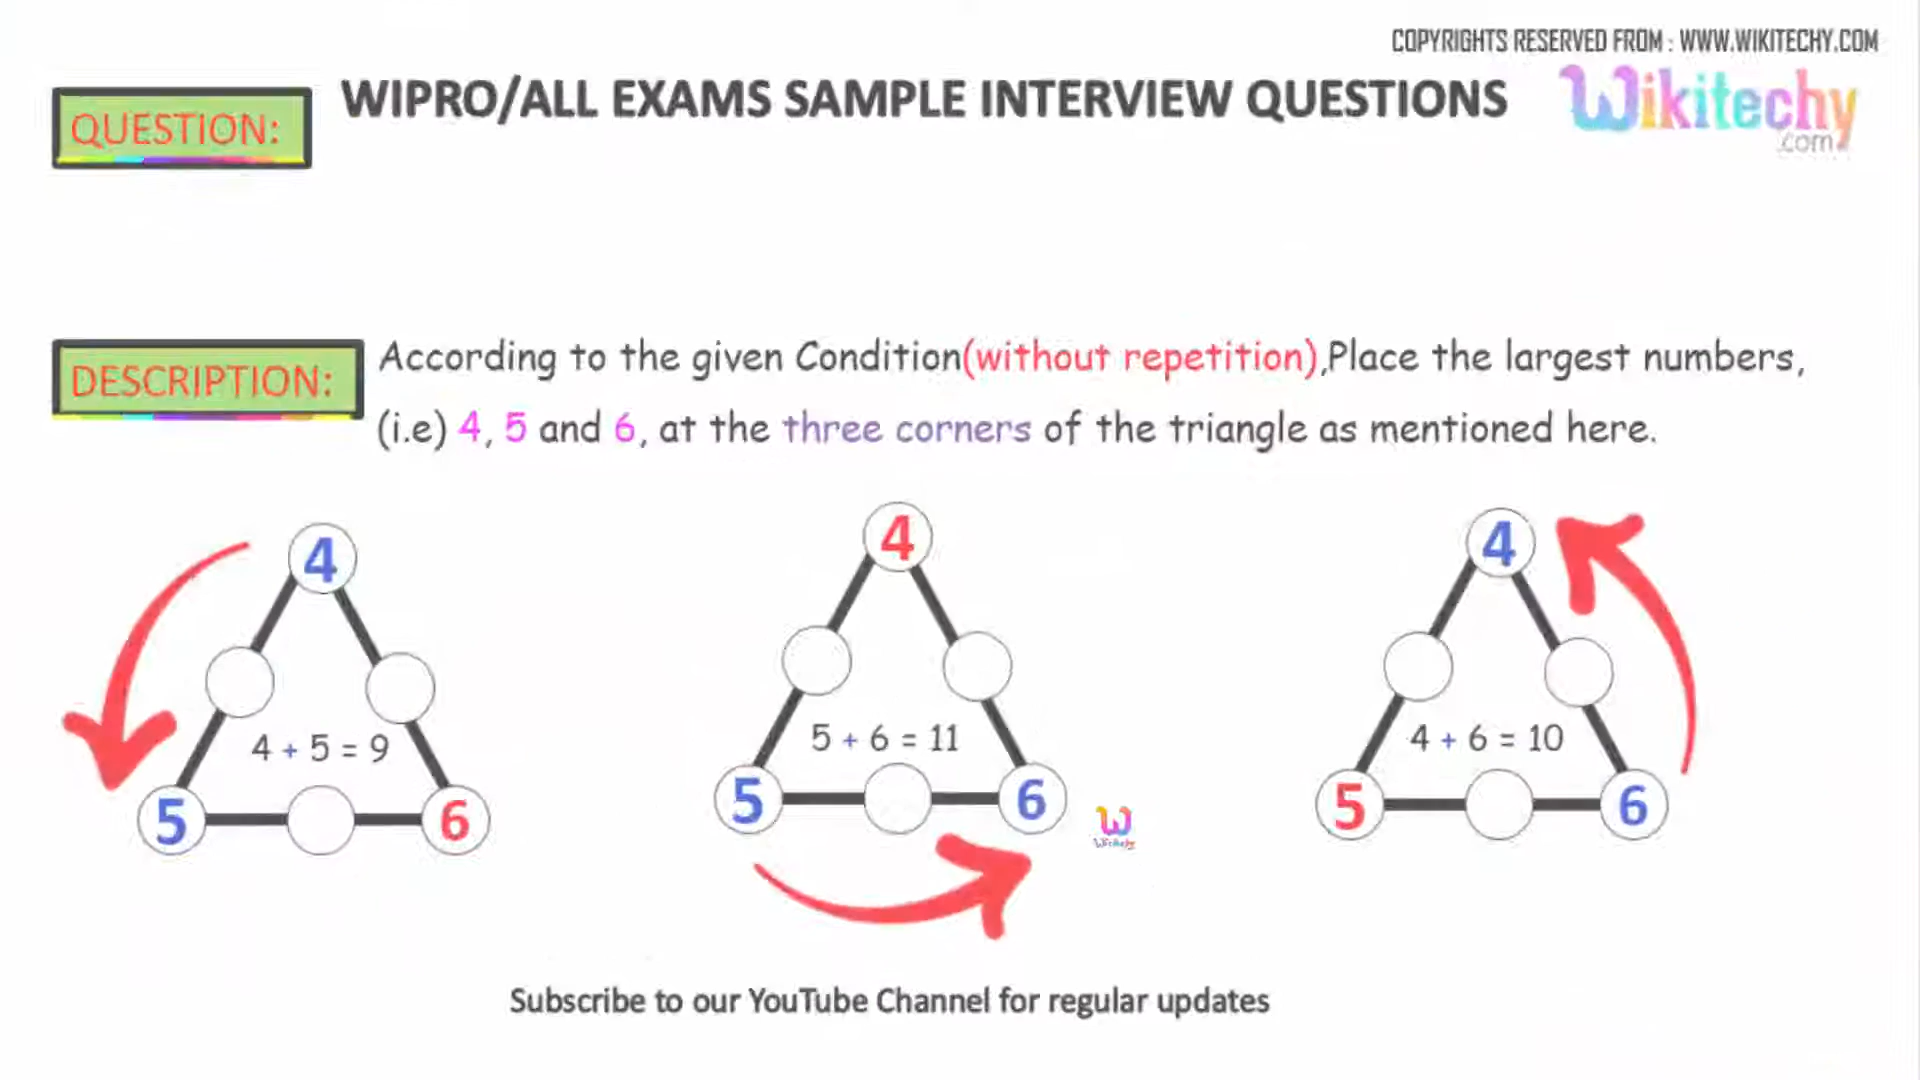 COPYRIGHTS RESERVED FROM : WWW.WIKITECHY.COM
QUESTION:
WIPRO/ALL EXAMS SAMPLE INTERVIEW QUESTIONS
Wikitechy
.com
DESCRIPTION:
According to the given Condition(without repetition),Place the largest numbers,
(i.e) 4, 5 and 6, at the three corners of the triangle as mentioned here.
4
4 + 5 = 9
5
6
4
5 + 6 = 11
5
6
4
4 + 6 = 10
5
6
W
Wikitechy
Subscribe to our YouTube Channel for regular updates